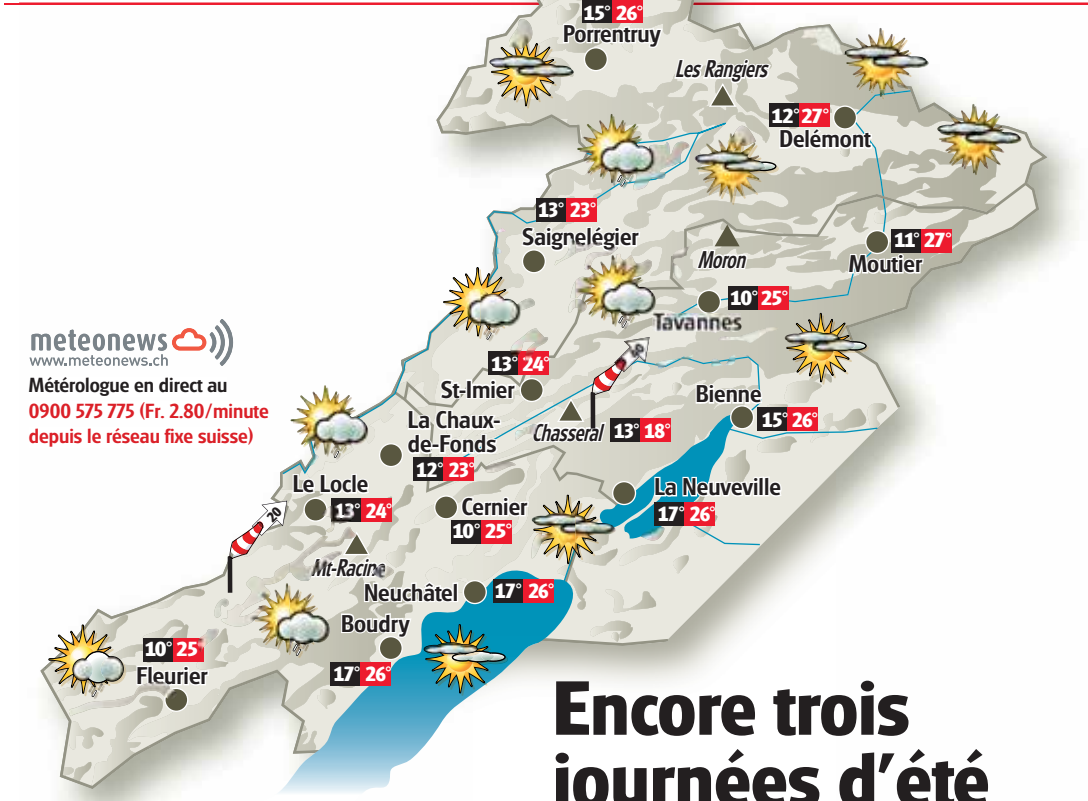 15° 26°
Porrentruy
Les Rangiers
12° 27°
Delémont
13° 23°
Saignelégier
Moron
11° 27°
Moutier
10° 25°
Tavannes
meteonews
www.meteonews.ch
Météorologue en direct au
0900 575 775 (Fr. 2.80/minute
depuis le réseau fixe suisse)
13° 24°
St-Imier
40
Chasseral 13° 18°
Bienne
15° 26°
La Chaux-
de-Fonds
12° 23°
Le Locle
13° 24°
Cernier
10° 25°
La Neuveville
17° 26°
20
Mt-Racine
Neuchâtel 17° 26°
Boudry
17° 26°
10° 25°
Fleurier
Encore trois
journées d'été